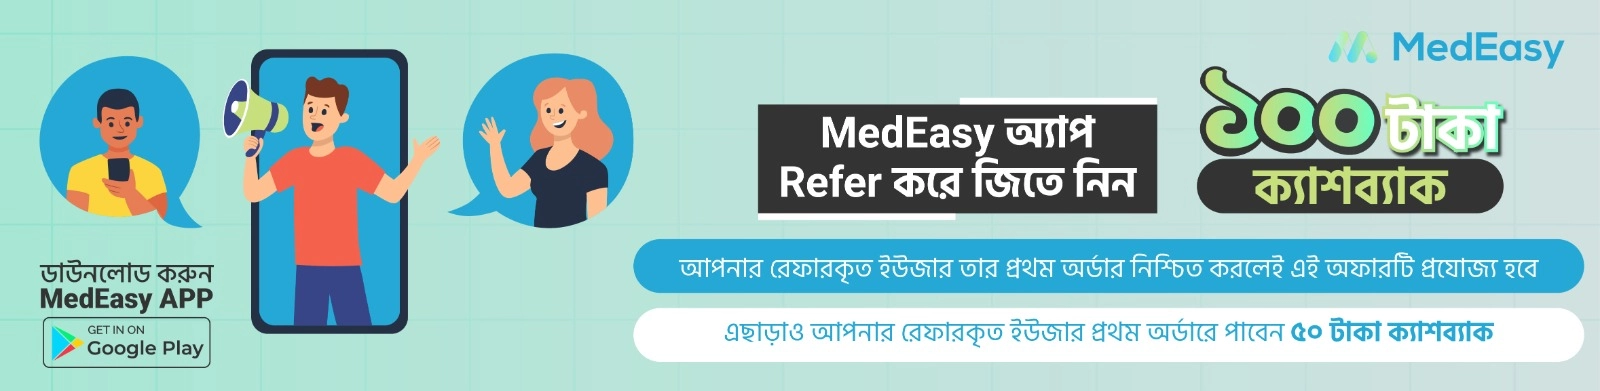 MedEasy
MedEasy অ্যাপ
Refer করে জিতে নিন
১০০ টাকা
ক্যাশব্যাক
আপনার রেফারকৃত ইউজার তার প্রথম অর্ডার নিশ্চিত করলেই এই অফারটি প্রযোজ্য হবে
এছাড়াও আপনার রেফারকৃত ইউজার প্রথম অর্ডারে পাবেন ৫০ টাকা ক্যাশব্যাক
ডাউনলোড করুন
MedEasy APP
GET IN ON
Google Play